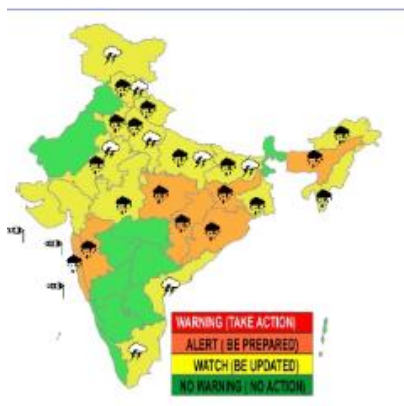 WARNING (TAKE ACTION)
ALERT ( BE PREPARED)
WATCH (BE UPDATED)
NO WARNING ( NO ACTION)